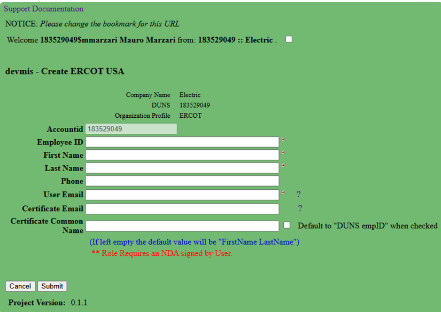 Support Documentation
NOTICE: Please change the bookmark for this URL
Welcome 183529049$mmarzari Mauro Marzari from: 183529049 :: Electric .
devmis - Create ERCOT USA
Company Name Electric
DUNS 183529049
Organization Profile ERCOT
Accountid 183529049
Employee ID *
First Name *
Last Name *
Phone
User Email * ?
Certificate Email ?
Certificate Common Name Default to "DUNS empID" when checked
(If left empty the default value will be "FirstName LastName")
** Role Requires an NDA signed by User.
Cancel Submit
Project Version: 0.1.1